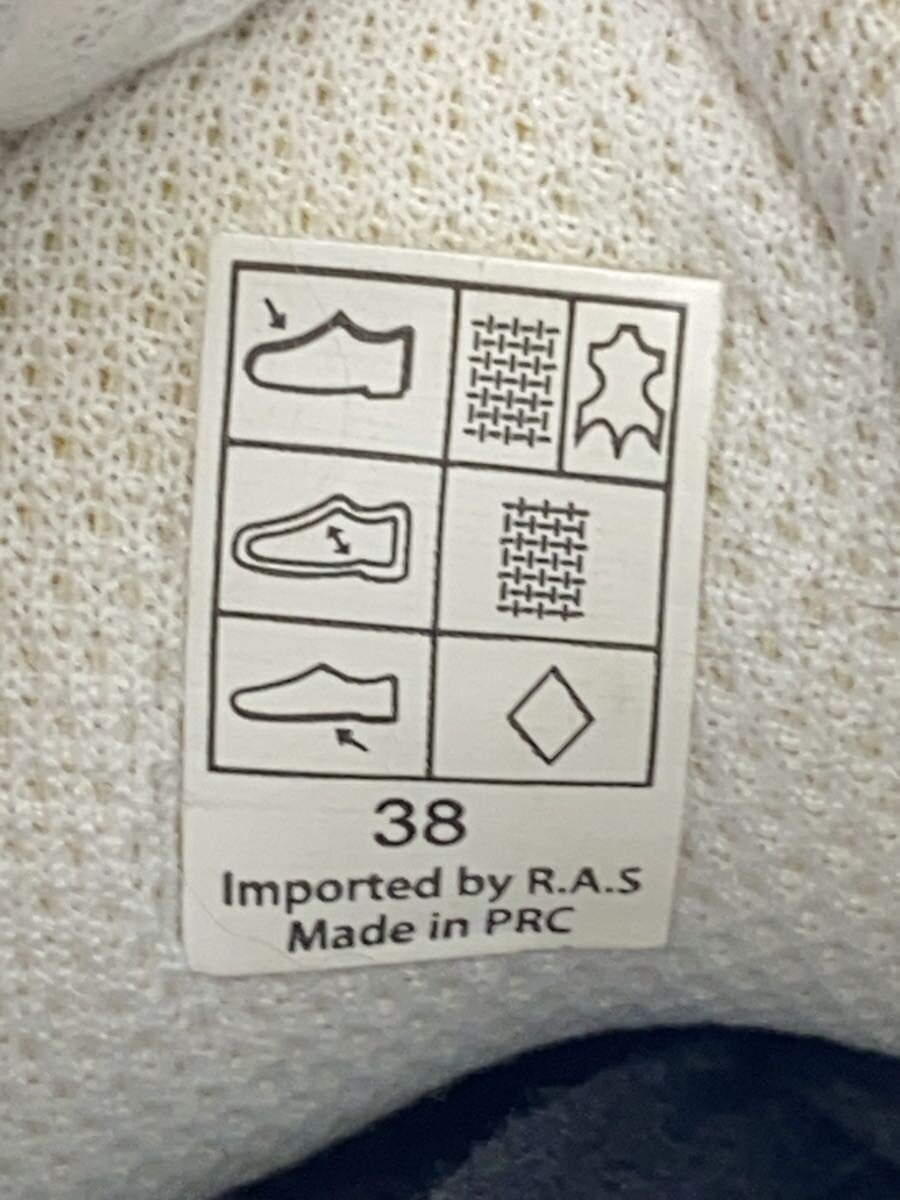 38
Imported by R.A.S
Made in PRC